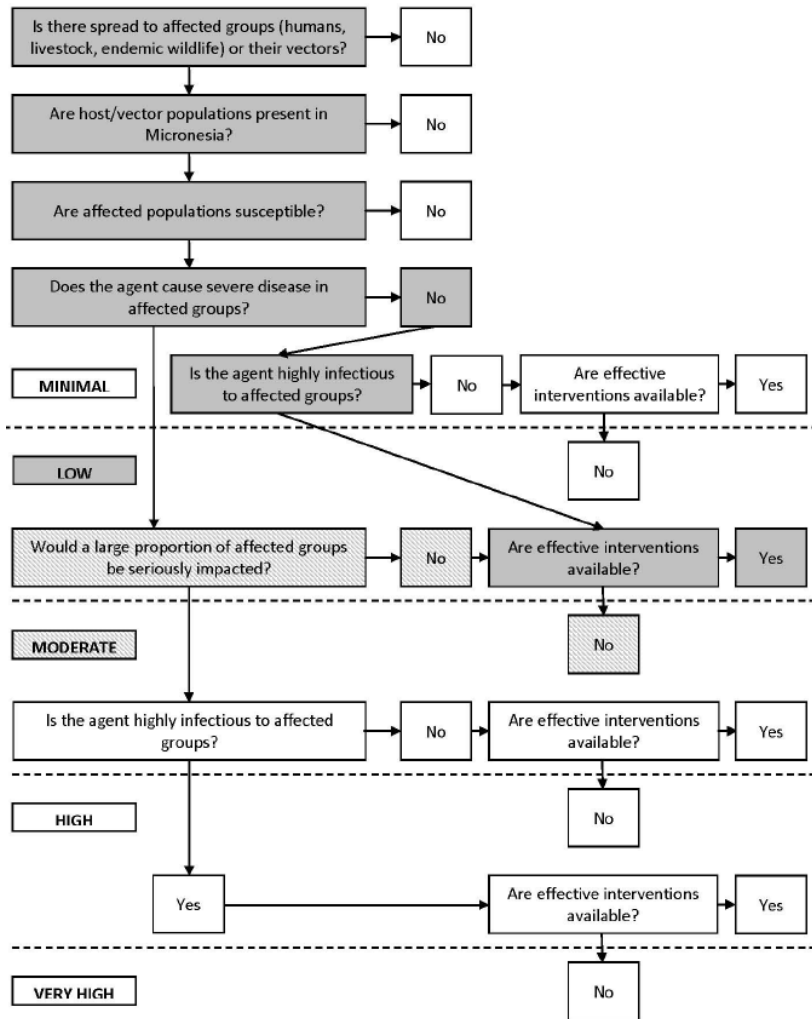 Is there spread to affected groups (humans,
livestock, endemic wildlife) or their vectors?
No
Are host/vector populations present in
Micronesia?
No
Are affected populations susceptible?
No
Does the agent cause severe disease in
affected groups?
No
MINIMAL
Is the agent highly infectious
to affected groups?
No
Are effective
interventions available?
Yes
LOW
No
Would a large proportion of affected groups
be seriously impacted?
No
Are effective interventions
available?
Yes
MODERATE
No
Is the agent highly infectious to affected
groups?
No
Are effective interventions
available?
Yes
HIGH
No
Yes
Are effective interventions
available?
Yes
VERY HIGH
No